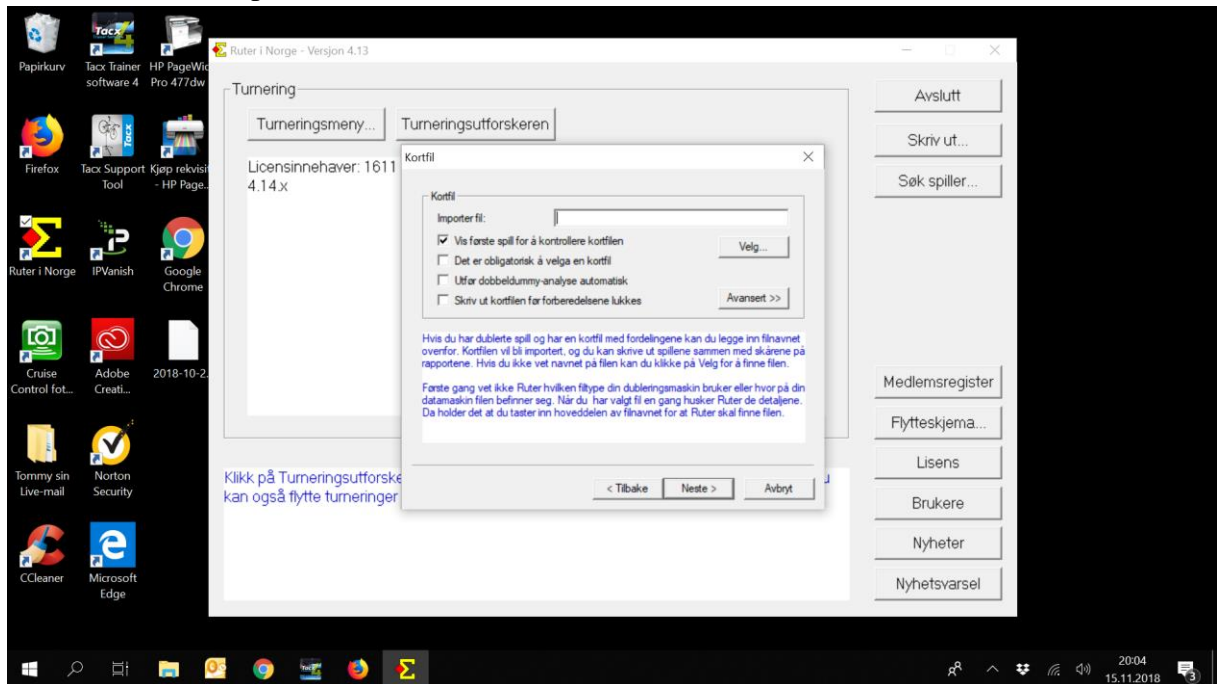 Papirkurv
Tacx
4
Tacx Trainer
software 4
HP PageWid
Pro 477dw
Firefox
Tacx
Tacx Support
Tool
Kjøp rekvisit
- HP Page...
Ruter i Norge
IPVanish
Google
Chrome
Cruise
Control fot...
Adobe
Creati...
2018-10-2.
Tommy sin
Live-mail
Norton
Security
CCleaner
Microsoft
Edge
Ruter i Norge - Versjon 4.13
Turnering
Turneringsmeny...
Turneringsutforskeren
Licensinnehaver: 1611
4.14.x
Klikk på Turneringsutforske
kan også flytte turneringer
Kortfil
Kortfil
Importer fil:
Vis første spill for å kontrollere kortfilen
Velg...
Det er obligatorisk å velga en kortfil
Utfør dobbeldummy-analyse automatisk
Skriv ut kortfilen før forberedelsene lukkes
Avansert >>
Hvis du har dublerte spill og har en kortfil med fordelingene kan du legge inn filnavnet
ovenfor. Kortfilen vil bli importert, og du kan skrive ut spillene sammen med skårene på
rapportene. Hvis du ikke vet navnet på filen kan du klikke på Velg for å finne filen.
Første gang vet ikke Ruter hvilken filtype din dubleringsmaskin bruker eller hvor på din
datamaskin filen befinner seg. Når du har valgt fil en gang husker Ruter de detaljene.
Da holder det at du taster inn hoveddelen av filnavnet for at Ruter skal finne filen.
< Tilbake
Neste >
Avbryt
Avslutt
Skriv ut...
Søk spiller...
Medlemsregister
Flytteskjema...
Lisens
Brukere
Nyheter
Nyhetsvarsel
20:04
15.11.2018
3